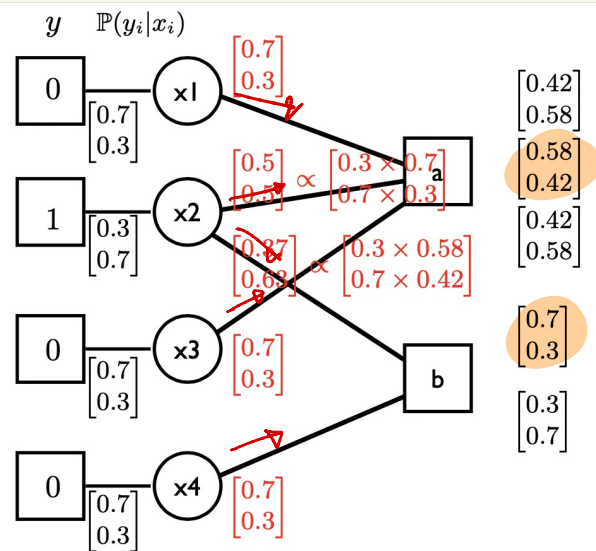 y P(y_i|x_i)
0 x1 [0.7 0.3] [0.7 0.3]
a
[0.42 0.58]
[0.58 0.42]
[0.42 0.58]
1 x2 [0.3 0.7] [0.5 0.5] ∝ [0.3 × 0.7 0.7 × 0.3]
[0.37 0.63] ∝ [0.3 × 0.58 0.7 × 0.42]
0 x3 [0.7 0.3] [0.7 0.3]
b
[0.7 0.3]
[0.3 0.7]
0 x4 [0.7 0.3] [0.7 0.3]